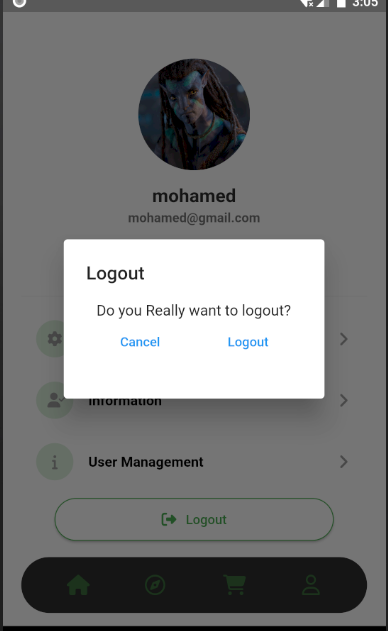 3:05
mohamed
mohamed@gmail.com
Logout
Do you Really want to logout?
Cancel Logout
Information
User Management
Logout